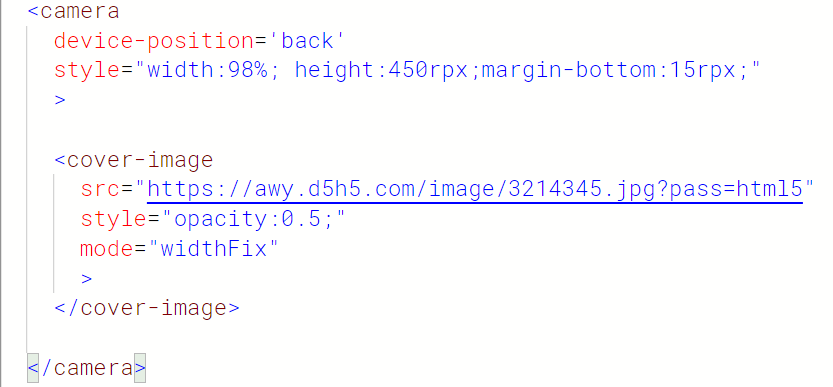 <camera
device-position='back'
style="width:98%; height:450rpx;margin-bottom:15rpx;"
>
<cover-image
src="https://awy.d5h5.com/image/3214345.jpg?pass=html5"
style="opacity:0.5;"
mode="widthFix"
>
</cover-image>
</camera>